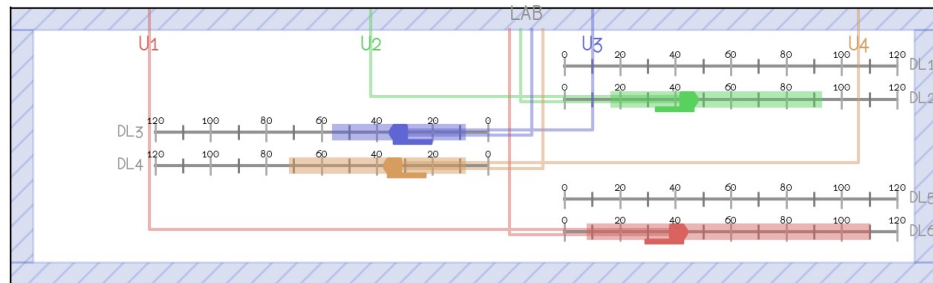 LAB
U1 U2 U3 U4
0 20 40 60 80 100 120 DL1
0 20 40 60 80 100 120 DL2
DL3 120 100 80 60 40 20 0
DL4 120 100 80 60 40 20 0
0 20 40 60 80 100 120 DL5
0 20 40 60 80 100 120 DL6